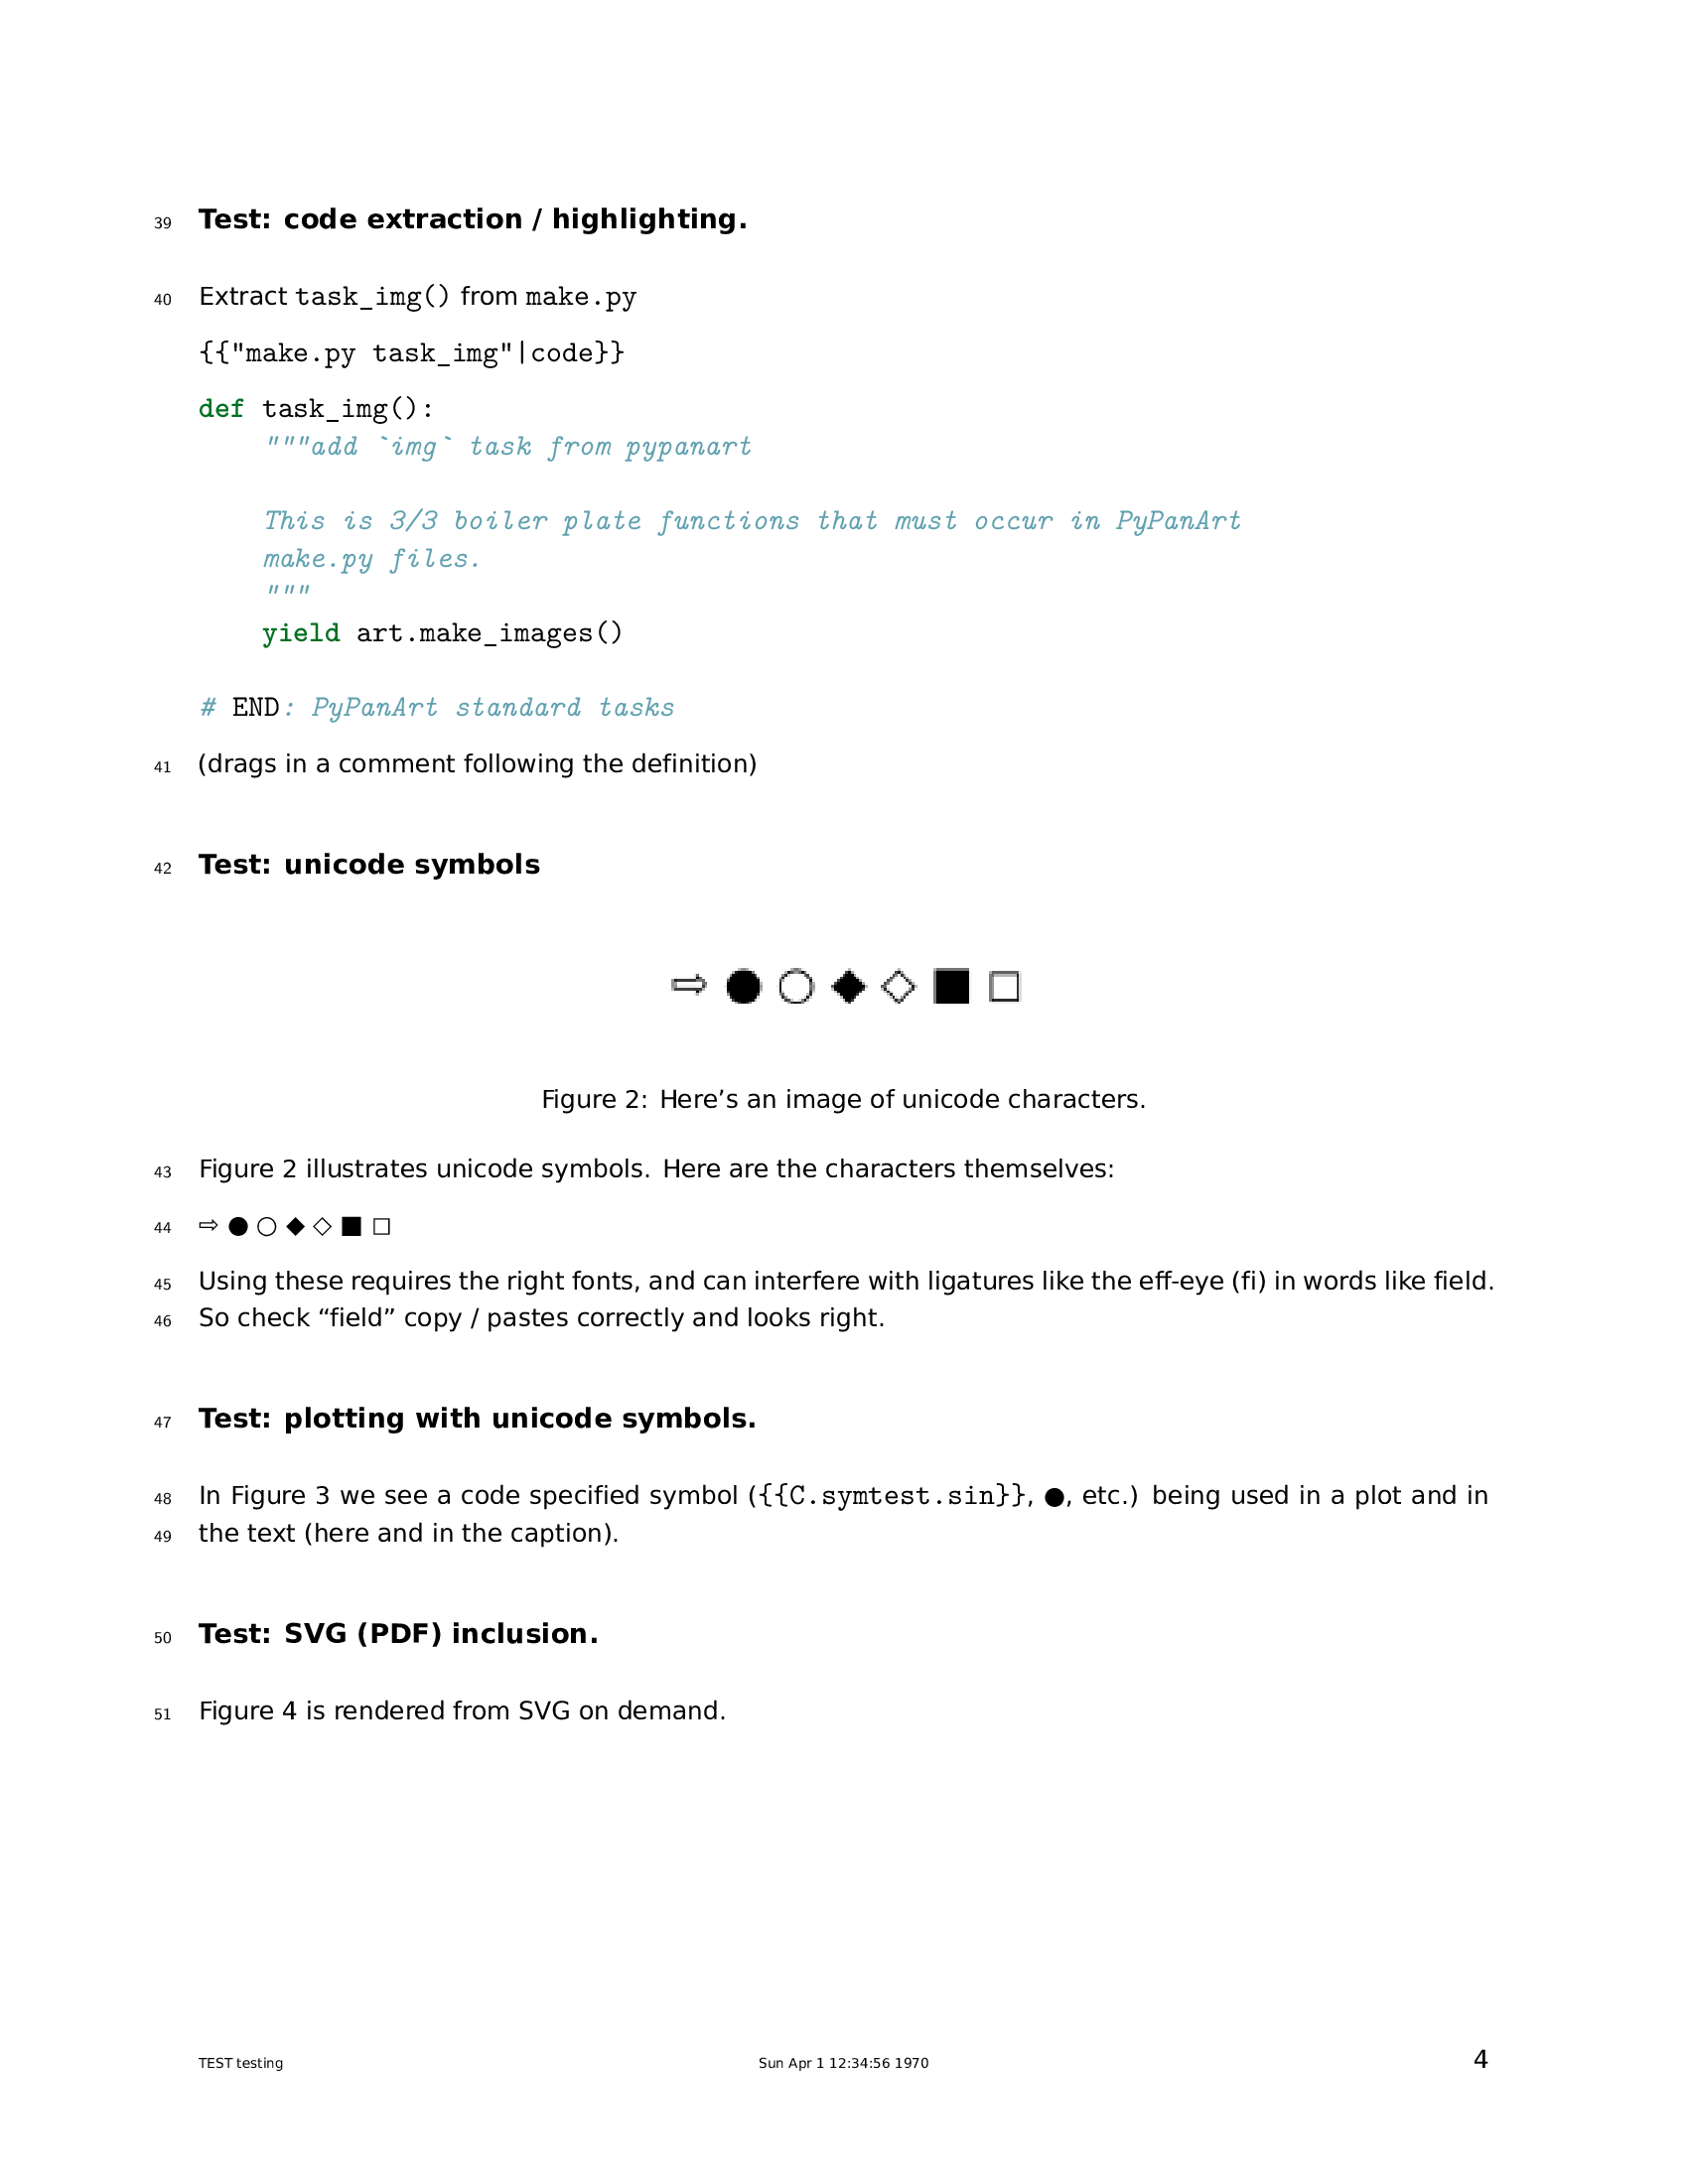 39 Test: code extraction / highlighting.
40 Extract task_img() from make.py
{{"make.py task_img"|code}}
def task_img():
    """add `img` task from pypanart
    This is 3/3 boiler plate functions that must occur in PyPanArt
    make.py files.
    """
    yield art.make_images()
# END: PyPanArt standard tasks
41 (drags in a comment following the definition)
42 Test: unicode symbols
⇨ ● ○ ◆ ◇ ■ □
Figure 2: Here’s an image of unicode characters.
43 Figure 2 illustrates unicode symbols. Here are the characters themselves:
44 ⇨ ● ○ ◆ ◇ ■ □
45 Using these requires the right fonts, and can interfere with ligatures like the eff-eye (fi) in words like field.
46 So check “field” copy / pastes correctly and looks right.
47 Test: plotting with unicode symbols.
48 In Figure 3 we see a code specified symbol ({{C.symtest.sin}}, ●, etc.) being used in a plot and in
49 the text (here and in the caption).
50 Test: SVG (PDF) inclusion.
51 Figure 4 is rendered from SVG on demand.
TEST testing Sun Apr 1 12:34:56 1970 4